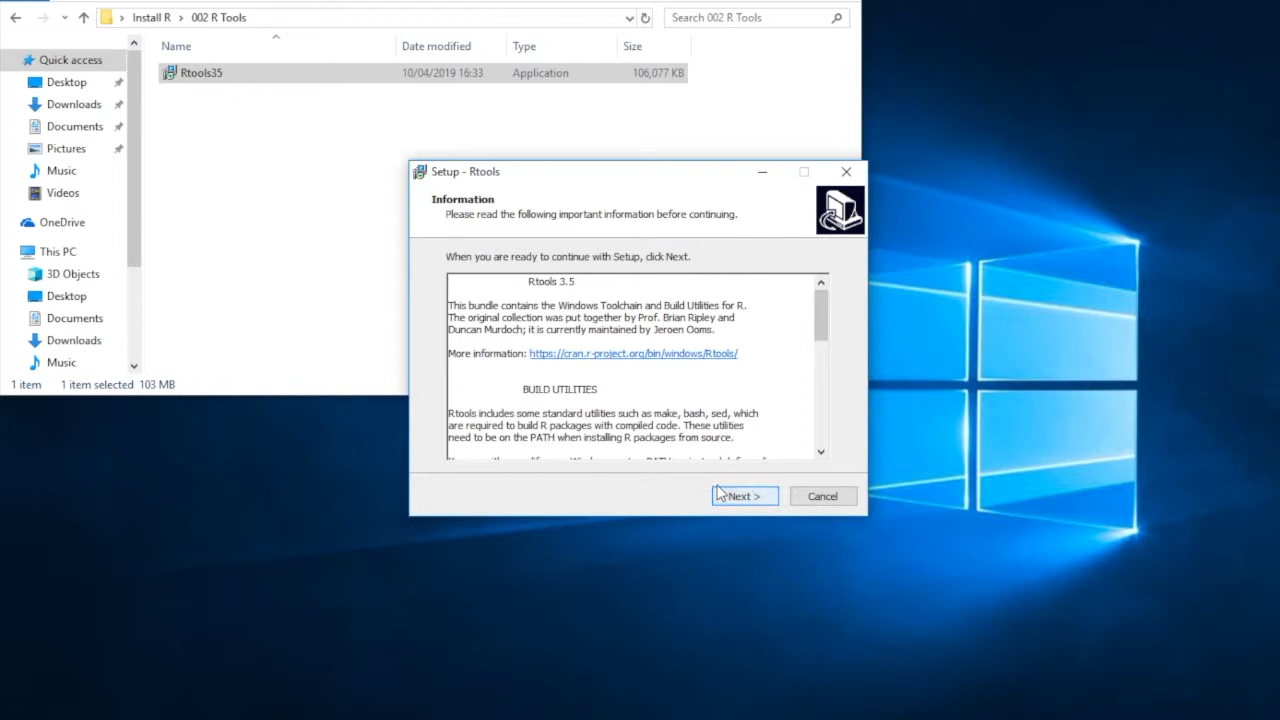 Install R > 002 R Tools
Search 002 R Tools
Name Date modified Type Size
Quick access
Desktop
Downloads
Documents
Pictures
Music
Videos
OneDrive
This PC
3D Objects
Desktop
Documents
Downloads
Music
Rtools35 10/04/2019 16:33 Application 106,077 KB
1 item 1 item selected 103 MB
Setup - Rtools
Information
Please read the following important information before continuing.
When you are ready to continue with Setup, click Next.
Rtools 3.5
This bundle contains the Windows Toolchain and Build Utilities for R.
The original collection was put together by Prof. Brian Ripley and
Duncan Murdoch; it is currently maintained by Jeroen Ooms.
More information: https://cran.r-project.org/bin/windows/Rtools/
BUILD UTILITIES
Rtools includes some standard utilities such as make, bash, sed, which
are required to build R packages with compiled code. These utilities
need to be on the PATH when installing R packages from source.
Next >
Cancel